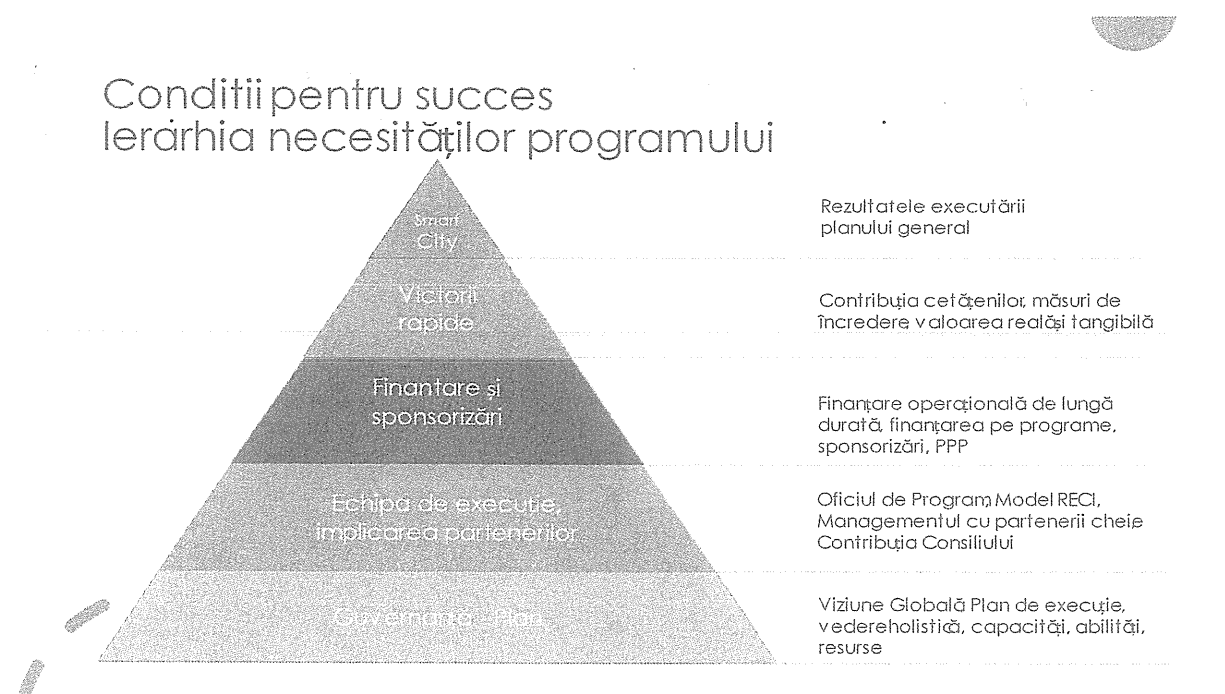 Conditii pentru succes
Ierarhia necesităților programului
Smart
City
Rezultatele executării
planului general
Victorii
rapide
Contribuția cetățenilor, măsuri de
încredere valoarea reală și tangibilă
Finantare și
sponsorizări
Finanțare operațională de lungă
durată, finanțarea pe programe,
sponsorizări, PPP
Echipa de executie,
implicarea partenerilor
Oficiul de Program, Model RECI,
Managementul cu partenerii cheie
Contribuția Consiliului
Guvernanta - Plan
Viziune Globală Plan de execuție,
vedereholistică, capacități, abilități,
resurse